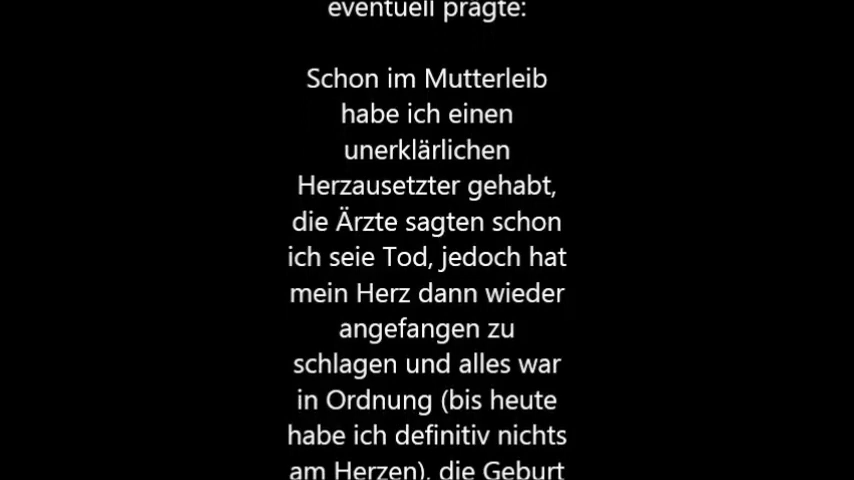 eventuell prägte:
Schon im Mutterleib
habe ich einen
unerklärlichen
Herzausetzter gehabt,
die Ärzte sagten schon
ich seie Tod, jedoch hat
mein Herz dann wieder
angefangen zu
schlagen und alles war
in Ordnung (bis heute
habe ich definitiv nichts
am Herzen), die Geburt